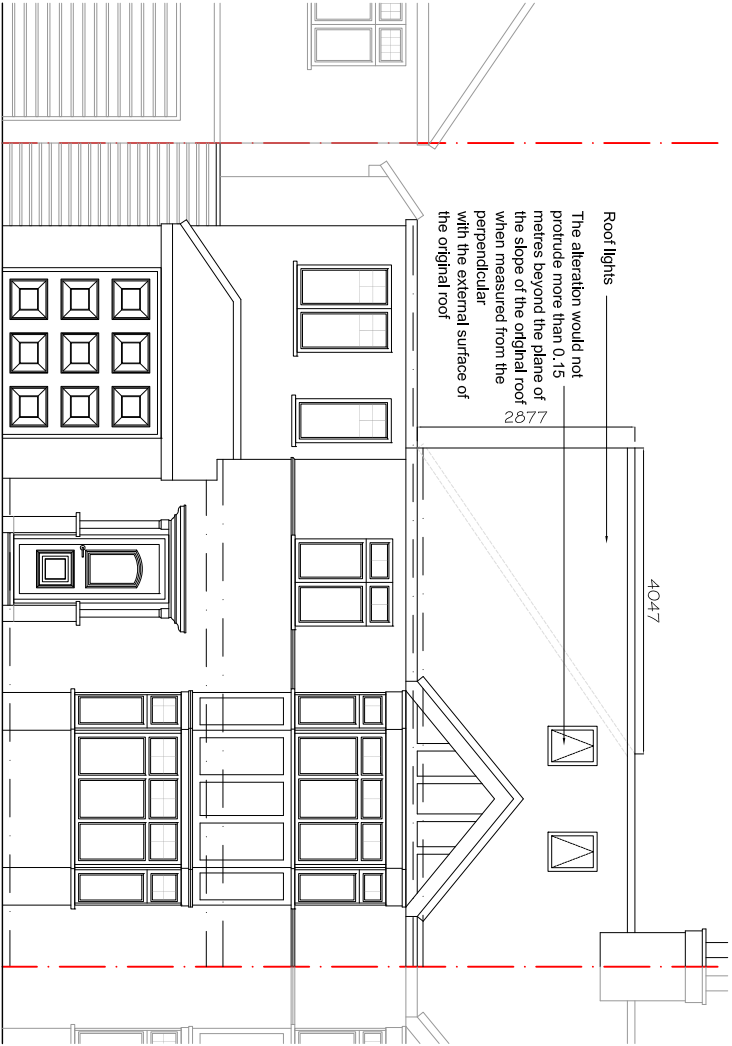 Roof lights
The alteration would not
protrude more than 0.15
metres beyond the plane of
the slope of the original roof
when measured from the
perpendicular
with the external surface of
the original roof
2877
4047